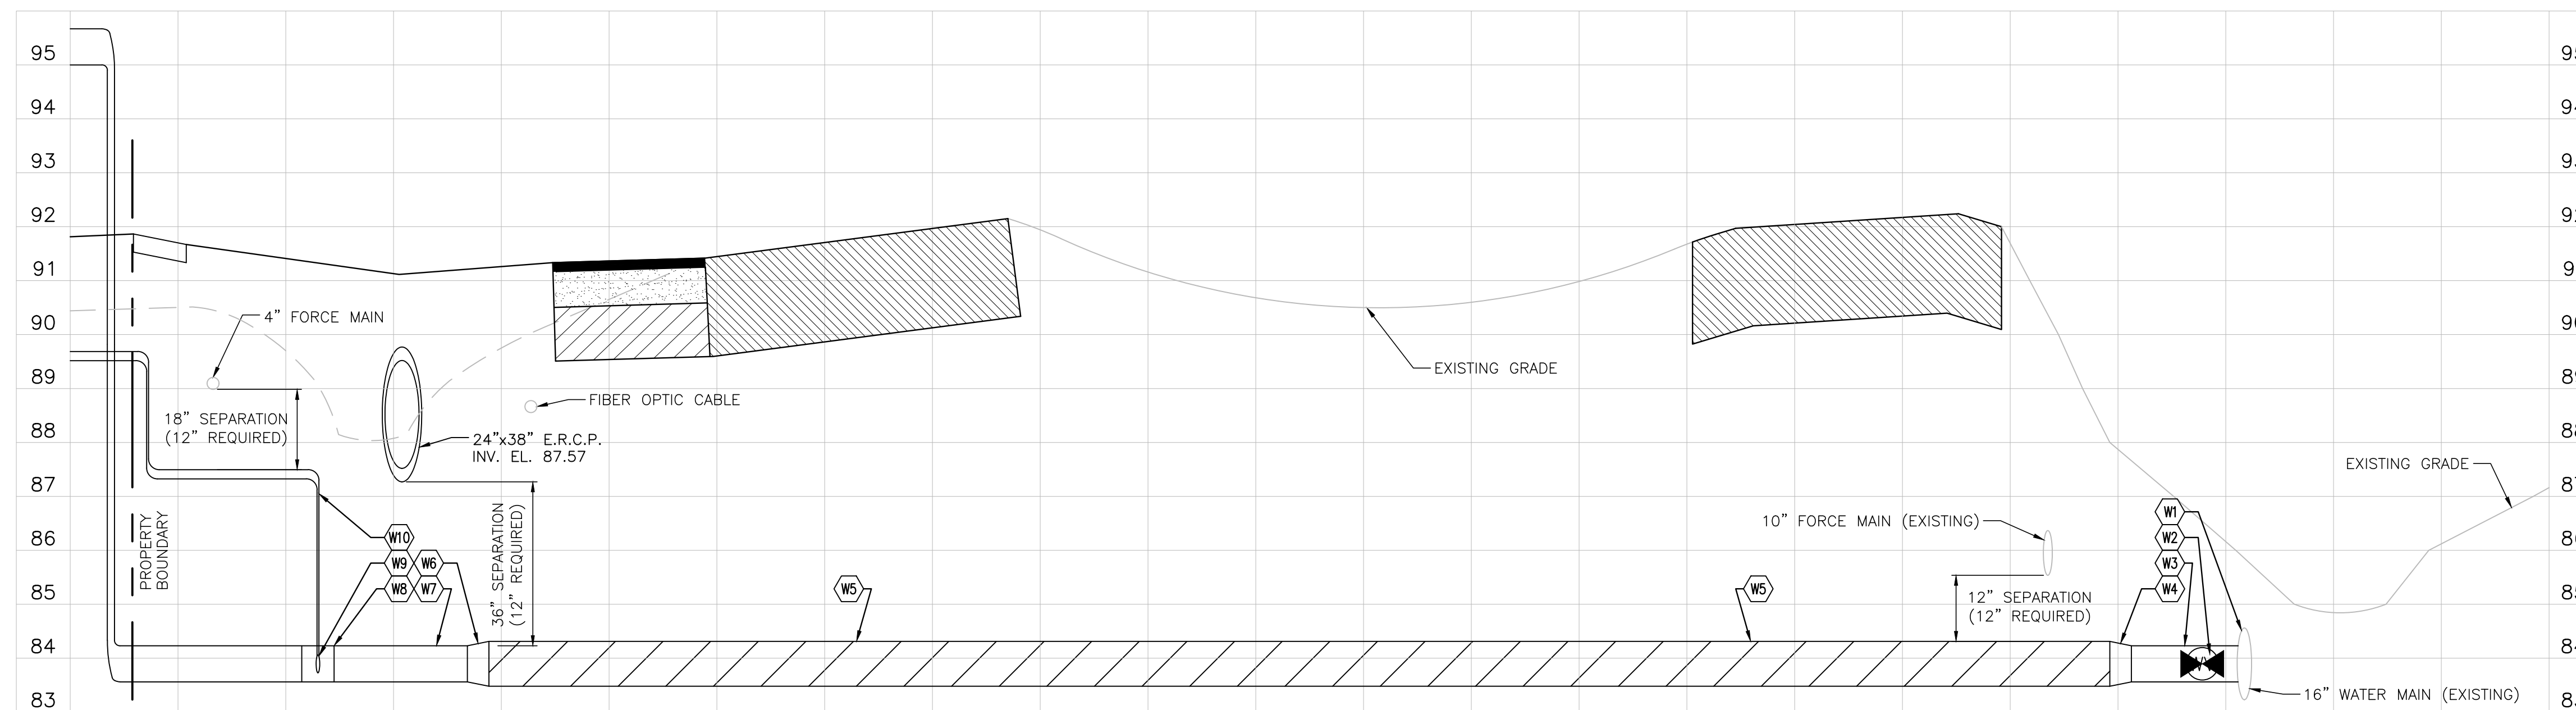 95
94
93
92
91
90
89
88
87
86
85
84
83
4" FORCE MAIN
18" SEPARATION
(12" REQUIRED)
PROPERTY
BOUNDARY
24"x38" E.R.C.P.
INV. EL. 87.57
FIBER OPTIC CABLE
36" SEPARATION
(12" REQUIRED)
W10
W9 W6
W8 W7
W5
EXISTING GRADE
W5
10" FORCE MAIN (EXISTING)
12" SEPARATION
(12" REQUIRED)
W1
W2
W3
W4
EXISTING GRADE
16" WATER MAIN (EXISTING)